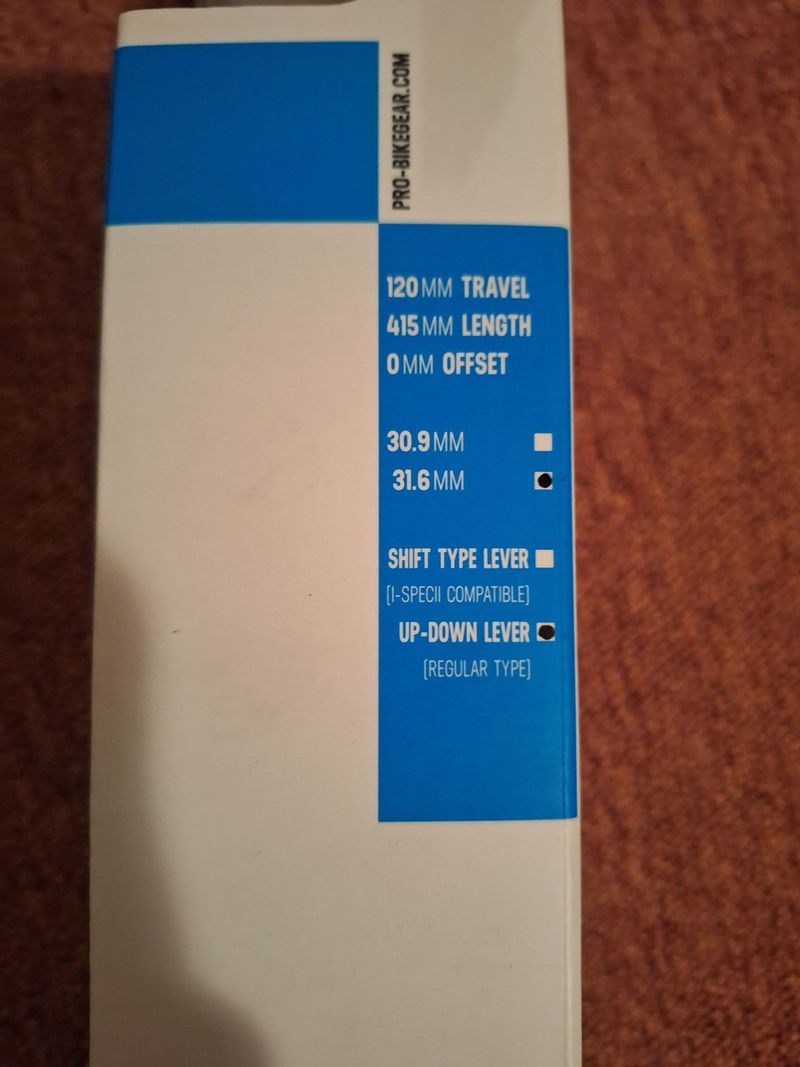 PRO-BIKEGEAR.COM
120MM TRAVEL
415MM LENGTH
0MM OFFSET
30.9MM
31.6MM
SHIFT TYPE LEVER
(I-SPECII COMPATIBLE)
UP-DOWN LEVER
(REGULAR TYPE)